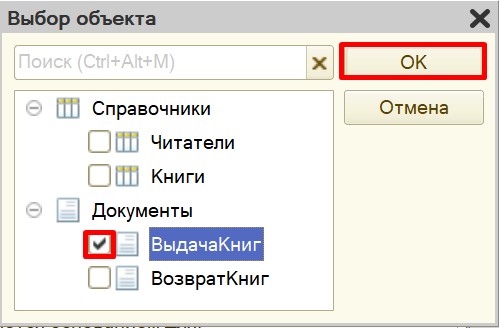 Выбор объекта
Поиск (Ctrl+Alt+M)
OK
Справочники
Отмена
Читатели
Книги
Документы
ВыдачаКниг
ВозвратКниг